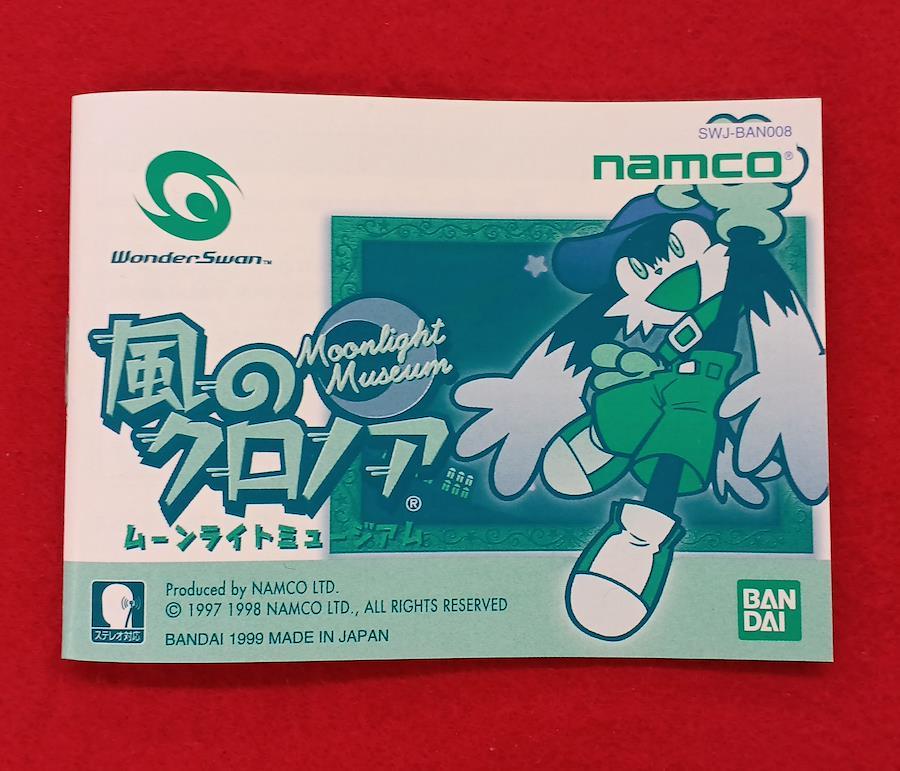 SWJ-BAN008
namco®
WonderSwan™
Moonlight
Museum
風の
クロノア®
ムーンライトミュージアム
Produced by NAMCO LTD.
© 1997 1998 NAMCO LTD., ALL RIGHTS RESERVED
BANDAI 1999 MADE IN JAPAN
ステレオ対応
BAN
DAI